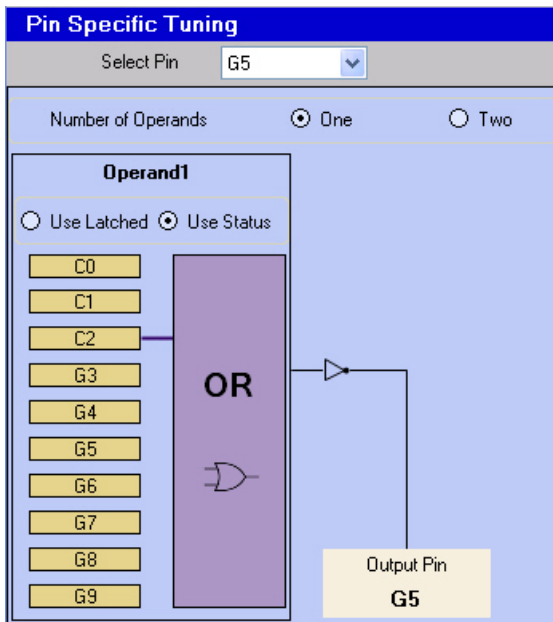 Pin Specific Tuning
Select Pin G5
Number of Operands One Two
Operand1
Use Latched Use Status
C0
C1
C2
G3
G4
G5
G6
G7
G8
G9
OR
Output Pin
G5